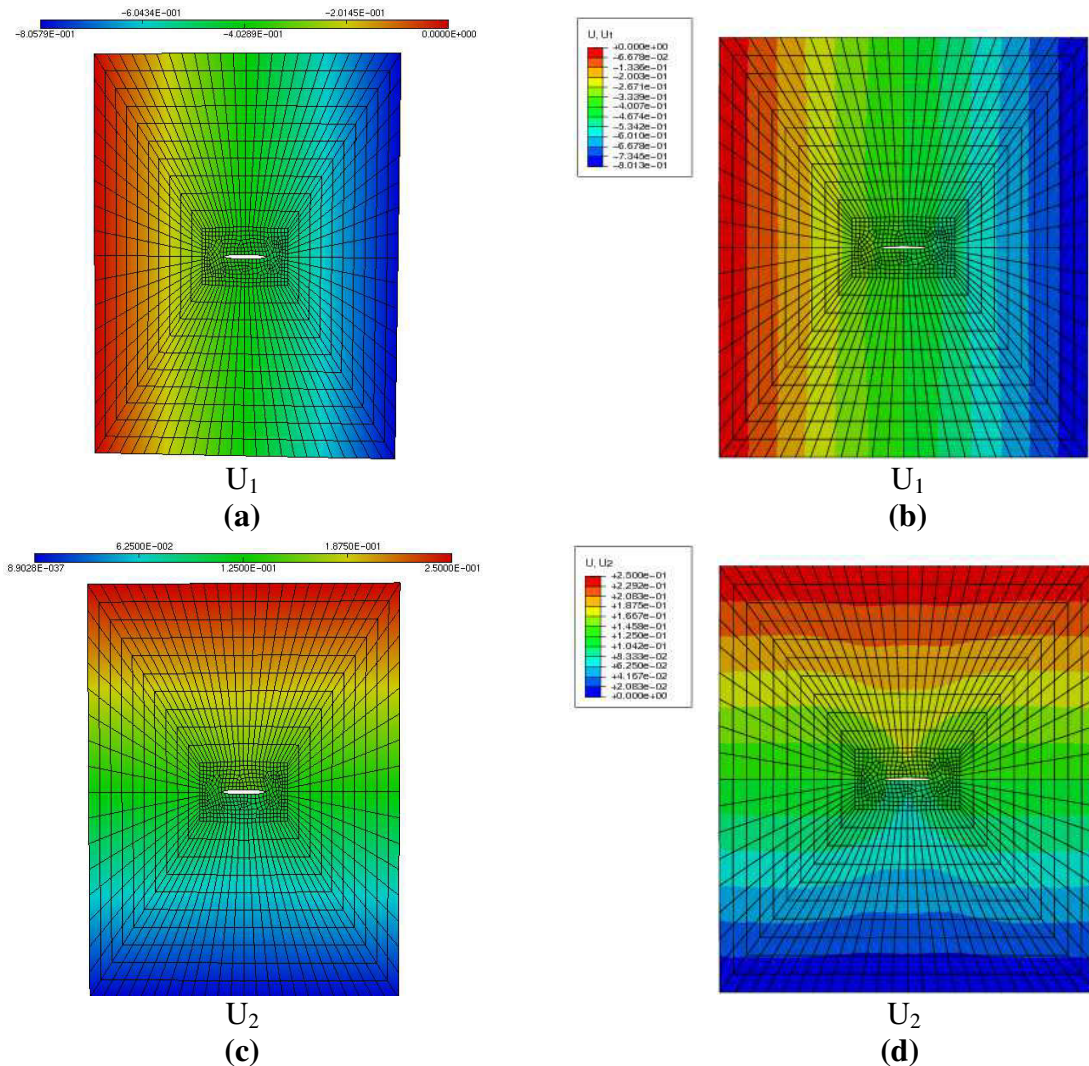 -6.0434E-001 -2.0145E-001
-8.0579E-001 -4.0289E-001 0.0000E+000
U1
(a)
U, U1
+0.000e+00
-6.678e-02
-1.336e-01
-2.003e-01
-2.671e-01
-3.339e-01
-4.007e-01
-4.674e-01
-5.342e-01
-6.010e-01
-6.678e-01
-7.345e-01
-8.013e-01
U1
(b)
6.2500E-002 1.8750E-001
8.9028E-037 1.2500E-001 2.5000E-001
U2
(c)
U, U2
+2.500e-01
+2.292e-01
+2.083e-01
+1.875e-01
+1.667e-01
+1.458e-01
+1.250e-01
+1.042e-01
+8.333e-02
+6.250e-02
+4.167e-02
+2.083e-02
+0.000e+00
U2
(d)